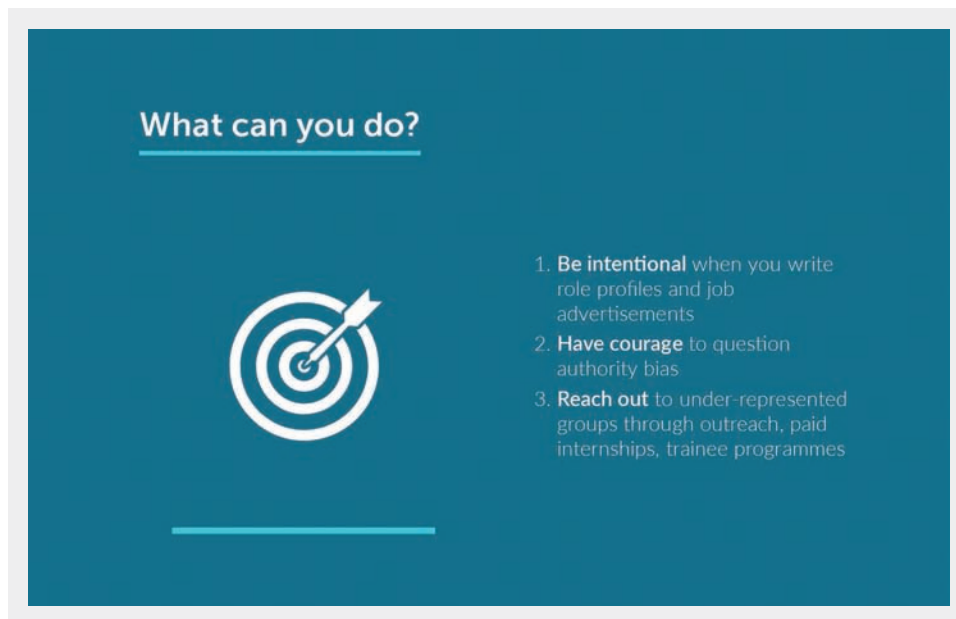 What can you do?
1. Be intentional when you write
role profiles and job
advertisements
2. Have courage to question
authority bias
3. Reach out to under-represented
groups through outreach, paid
internships, trainee programmes